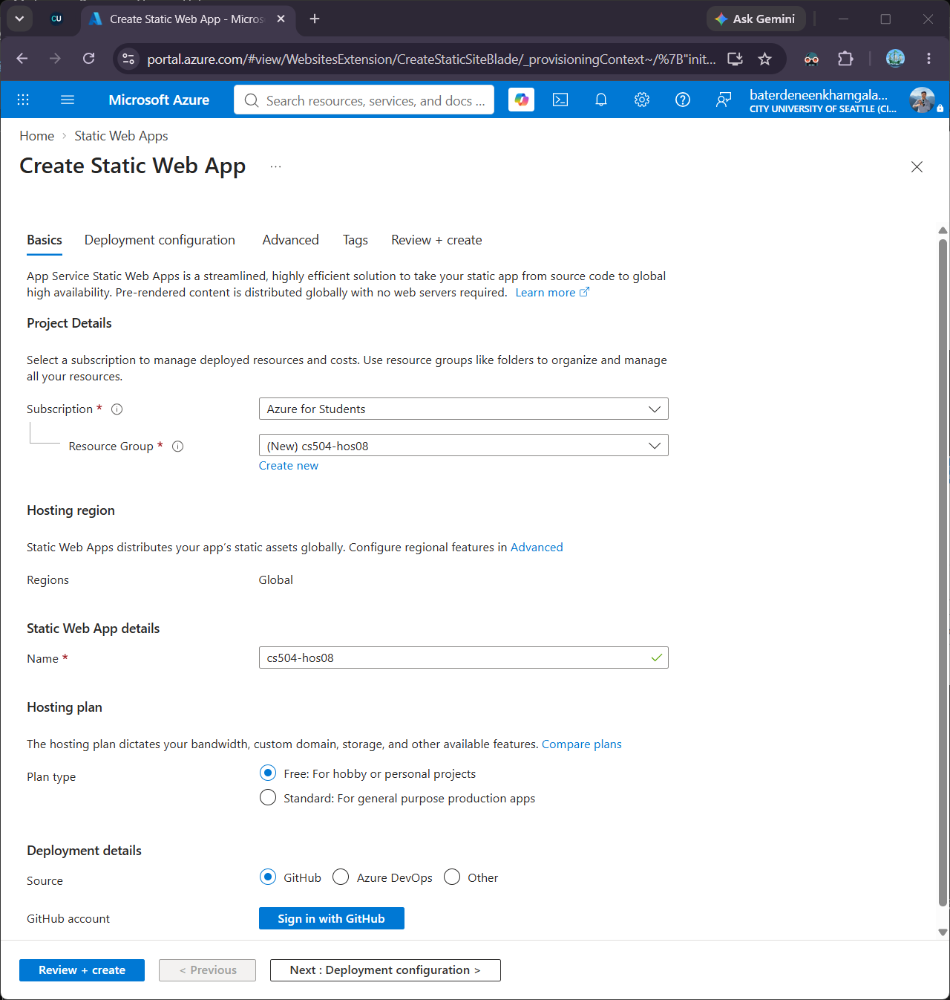 CU
Create Static Web App - Micros
Ask Gemini
portal.azure.com/#view/WebsitesExtension/CreateStaticSiteBlade/_provisioningContext~/%7B"init...
Microsoft Azure
Search resources, services, and docs ...
baterdeneenkhamgala...
CITY UNIVERSITY OF SEATTLE (CI...
Home > Static Web Apps
Create Static Web App ...
Basics
Deployment configuration
Advanced
Tags
Review + create
App Service Static Web Apps is a streamlined, highly efficient solution to take your static app from source code to global
high availability. Pre-rendered content is distributed globally with no web servers required. Learn more
Project Details
Select a subscription to manage deployed resources and costs. Use resource groups like folders to organize and manage
all your resources.
Subscription *
Azure for Students
Resource Group *
(New) cs504-hos08
Create new
Hosting region
Static Web Apps distributes your app's static assets globally. Configure regional features in Advanced
Regions
Global
Static Web App details
Name *
cs504-hos08
Hosting plan
The hosting plan dictates your bandwidth, custom domain, storage, and other available features. Compare plans
Plan type
Free: For hobby or personal projects
Standard: For general purpose production apps
Deployment details
Source
GitHub
Azure DevOps
Other
GitHub account
Sign in with GitHub
Review + create
< Previous
Next : Deployment configuration >